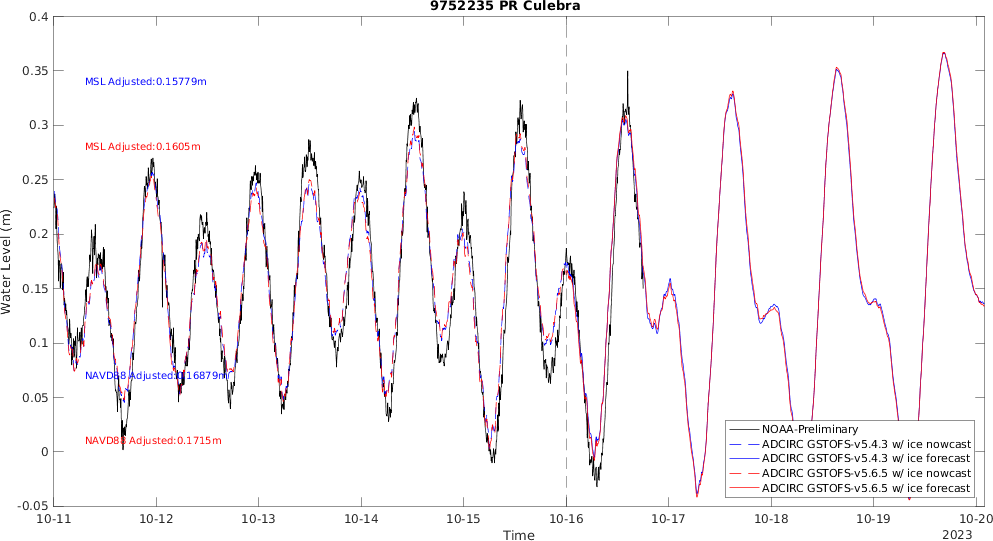 9752235 PR Culebra
0.4
0.35
0.3
0.25
0.2
0.15
0.1
0.05
0
-0.05
Water Level (m)
MSL Adjusted:0.15779m
MSL Adjusted:0.1605m
NAVD88 Adjusted:0.16879m
NAVD88 Adjusted:0.1715m
NOAA-Preliminary
ADCIRC GSTOFS-v5.4.3 w/ ice nowcast
ADCIRC GSTOFS-v5.4.3 w/ ice forecast
ADCIRC GSTOFS-v5.6.5 w/ ice nowcast
ADCIRC GSTOFS-v5.6.5 w/ ice forecast
10-11 10-12 10-13 10-14 10-15 10-16 10-17 10-18 10-19 10-20
Time
2023